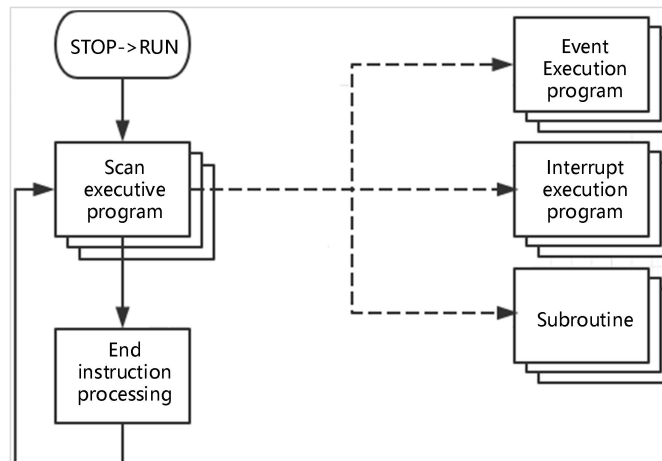 STOP->RUN
Scan
executive
program
End
instruction
processing
Event
Execution
program
Interrupt
execution
program
Subroutine